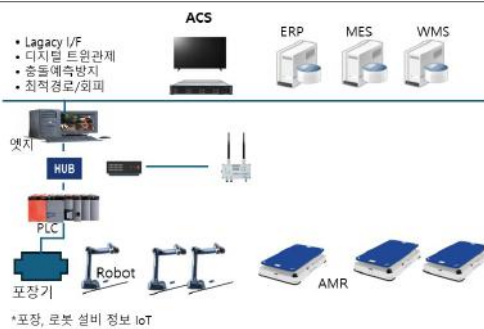 ACS
ERP MES WMS
• Lagacy I/F
• 디지털 트윈관제
• 충돌예측방지
• 최적경로/회피
엣지
HUB
PLC
포장기
Robot
AMR
*포장, 로봇 설비 정보 IoT